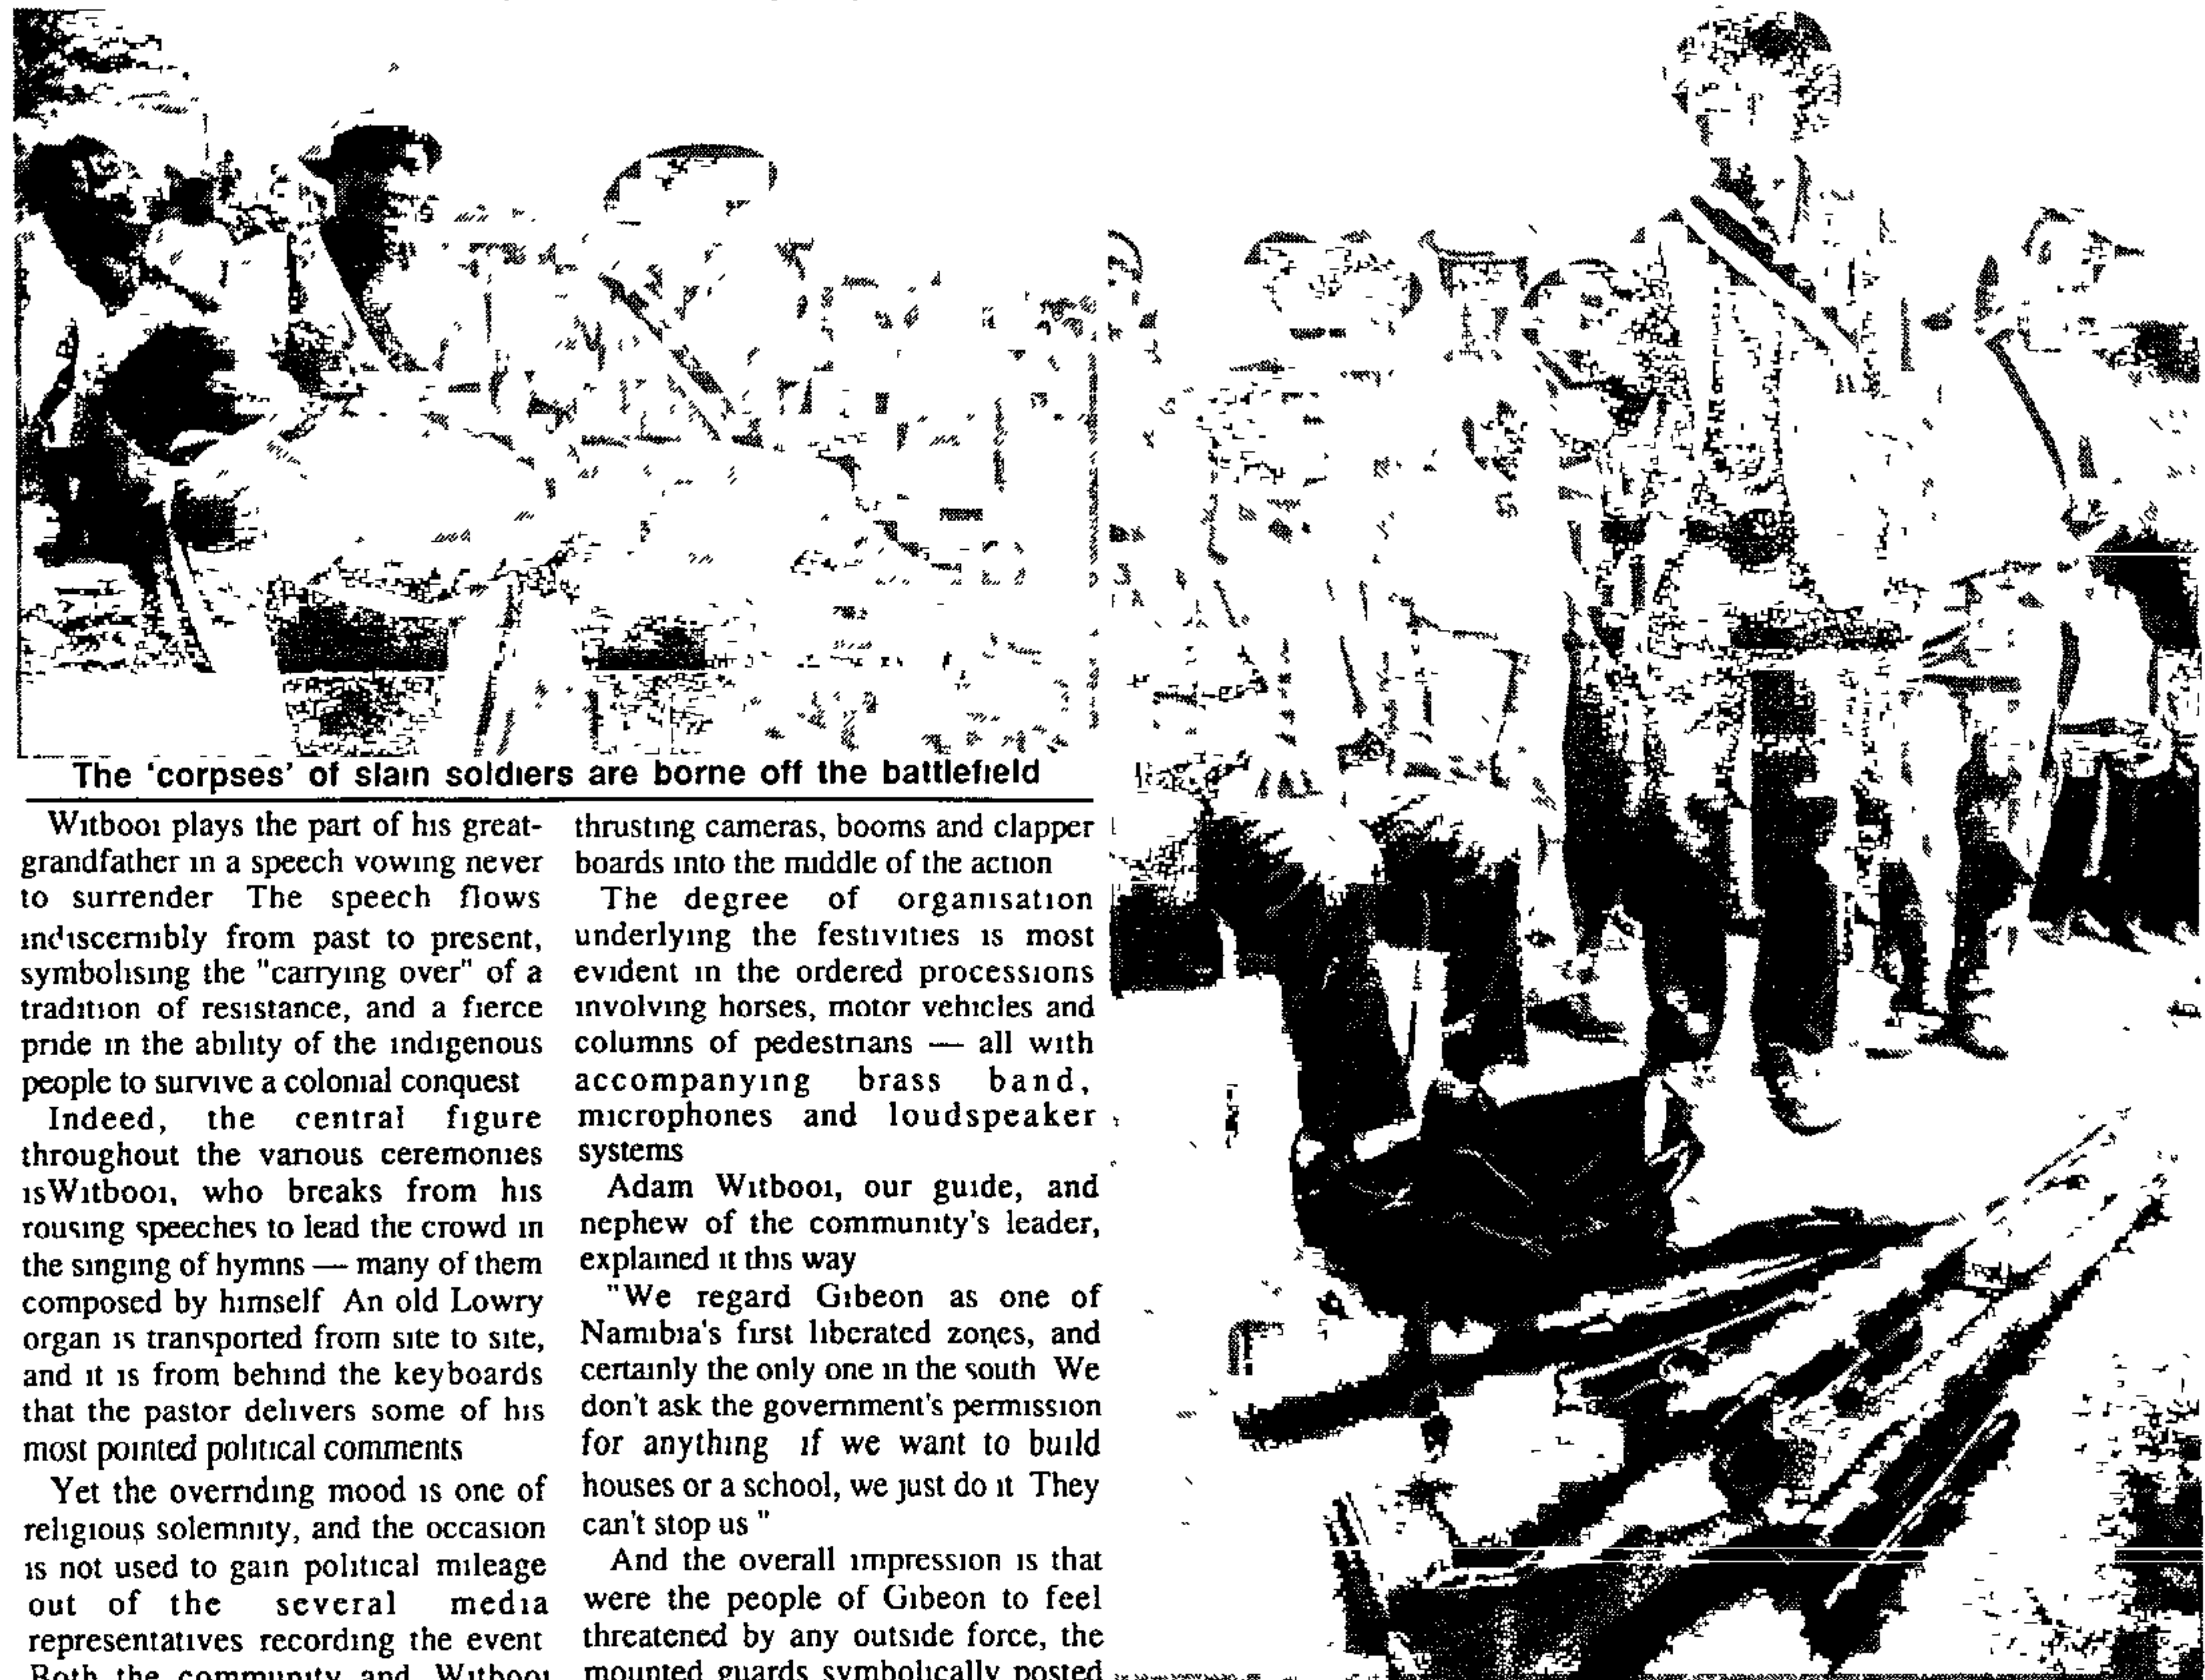 The 'corpses' of slain soldiers are borne off the battlefield
Witbooi plays the part of his great-
grandfather in a speech vowing never
to surrender The speech flows
indiscernibly from past to present,
symbolising the "carrying over" of a
tradition of resistance, and a fierce
pride in the ability of the indigenous
people to survive a colonial conquest
Indeed, the central figure
throughout the various ceremonies
isWitbooi, who breaks from his
rousing speeches to lead the crowd in
the singing of hymns — many of them
composed by himself An old Lowry
organ is transported from site to site,
and it is from behind the keyboards
that the pastor delivers some of his
most pointed political comments
Yet the overriding mood is one of
religious solemnity, and the occasion
is not used to gain political mileage
out of the several media
representatives recording the event
Both the community and Witbooi
thrusting cameras, booms and clapper
boards into the middle of the action
The degree of organisation
underlying the festivities is most
evident in the ordered processions
involving horses, motor vehicles and
columns of pedestrians — all with
accompanying brass band,
microphones and loudspeaker
systems
Adam Witbooi, our guide, and
nephew of the community's leader,
explained it this way
"We regard Gibeon as one of
Namibia's first liberated zones, and
certainly the only one in the south We
don't ask the government's permission
for anything if we want to build
houses or a school, we just do it They
can't stop us "
And the overall impression is that
were the people of Gibeon to feel
threatened by any outside force, the
mounted guards symbolically posted